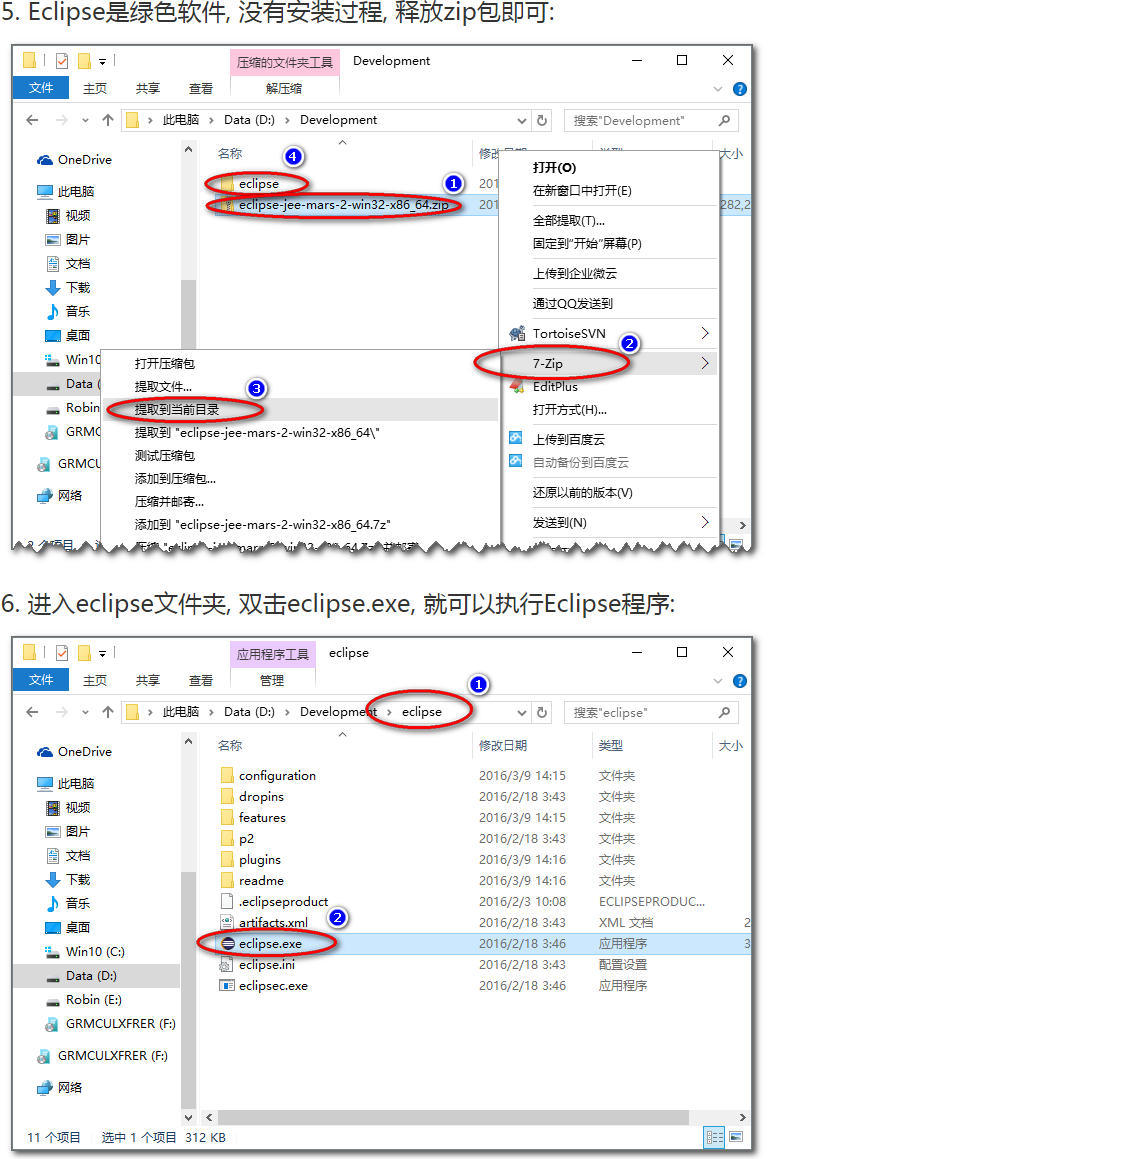 5. Eclipse是绿色软件, 没有安装过程, 释放zip包即可:
压缩的文件夹工具 Development
文件 主页 共享 查看 解压缩
此电脑 Data (D:) Development 搜索"Development"
名称 大小
OneDrive
此电脑
视频
图片
文档
下载
音乐
桌面
Data
Robin
GRMCULXF
网络
4
eclipse 201
1
eclipse-jee-mars-2-win32-x86_64.zip 201 282,2
打开(O)
在新窗口中打开(E)
全部提取(T)...
固定到"开始"屏幕(P)
上传到企业微云
通过QQ发送到
TortoiseSVN
2
7-Zip
EditPlus
打开方式(H)...
上传到百度云
自动备份到百度云
还原以前的版本(V)
发送到(N)
打开压缩包
提取文件...
3
提取到当前目录
提取到 "eclipse-jee-mars-2-win32-x86_64\"
测试压缩包
添加到压缩包...
压缩并邮寄...
添加到 "eclipse-jee-mars-2-win32-x86_64.7z"
6. 进入eclipse文件夹, 双击eclipse.exe, 就可以执行Eclipse程序:
应用程序工具 eclipse
文件 主页 共享 查看 管理
1
此电脑 Data (D:) Development eclipse 搜索"eclipse"
名称 修改日期 类型 大小
OneDrive
此电脑
视频
图片
文档
下载
音乐
桌面
Win10 (C:)
Data (D:)
Robin (E:)
GRMCULXFRER (F:)
GRMCULXFRER (F:)
网络
configuration 2016/3/9 14:15 文件夹
dropins 2016/2/18 3:43 文件夹
features 2016/3/9 14:15 文件夹
p2 2016/2/18 3:43 文件夹
plugins 2016/3/9 14:16 文件夹
readme 2016/3/9 14:16 文件夹
.eclipseproduct 2016/2/3 10:08 ECLIPSEPRODUC...
artifacts.xml 2016/2/18 3:43 XML 文档 2
2
eclipse.exe 2016/2/18 3:46 应用程序 3
eclipse.ini 2016/2/18 3:43 配置设置
eclipsec.exe 2016/2/18 3:46 应用程序
11 个项目 选中 1 个项目 312 KB